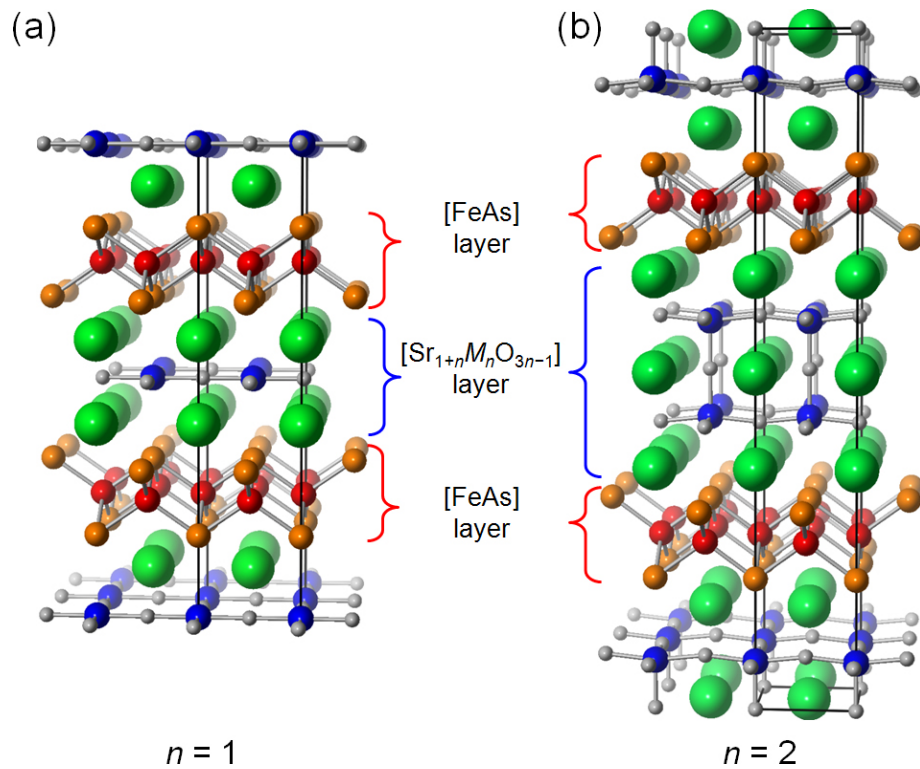 (a)
(b)
[FeAs]
layer
[Sr₁₊ₙMₙO₃ₙ₋₁]
layer
[FeAs]
layer
n = 1
n = 2